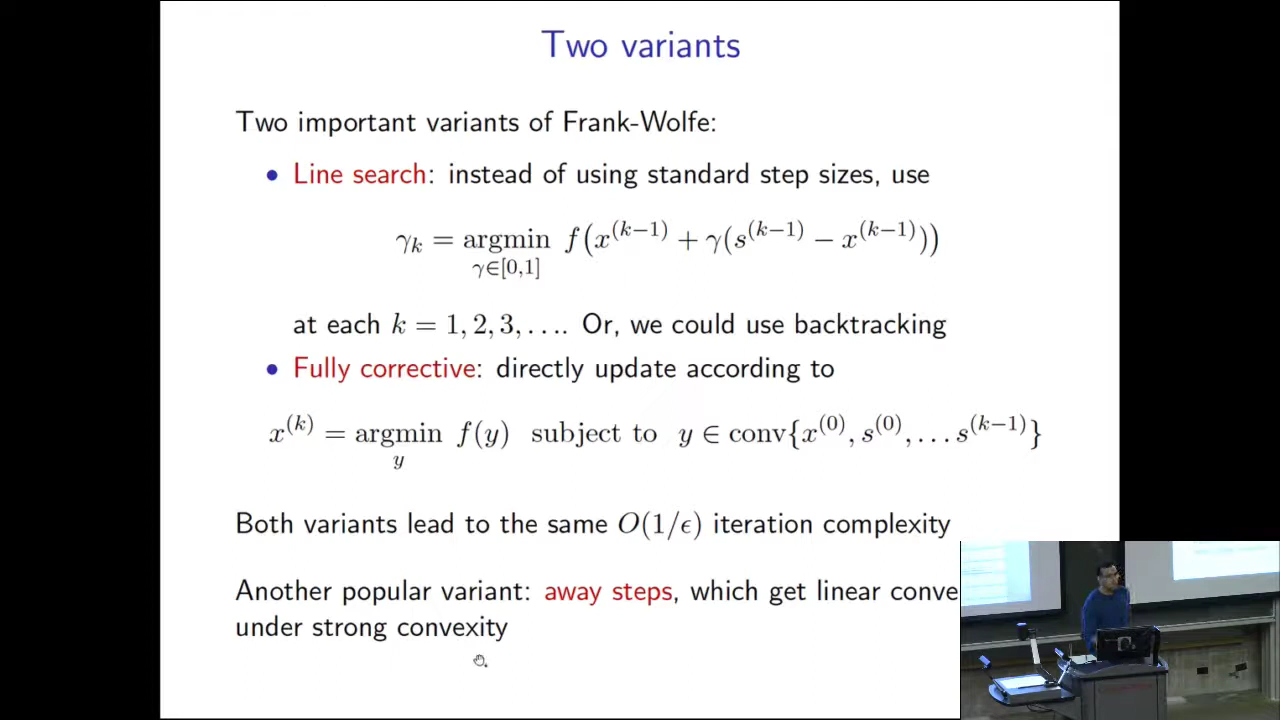 Two variants
Two important variants of Frank-Wolfe:
• Line search: instead of using standard step sizes, use
γ_k = argmin_{γ∈[0,1]} f(x^{(k−1)} + γ(s^{(k−1)} − x^{(k−1)}))
at each k = 1, 2, 3, . . .. Or, we could use backtracking
• Fully corrective: directly update according to
x^{(k)} = argmin_y f(y) subject to y ∈ conv{x^{(0)}, s^{(0)}, . . . s^{(k−1)}}
Both variants lead to the same O(1/ϵ) iteration complexity
Another popular variant: away steps, which get linear conve
under strong convexity